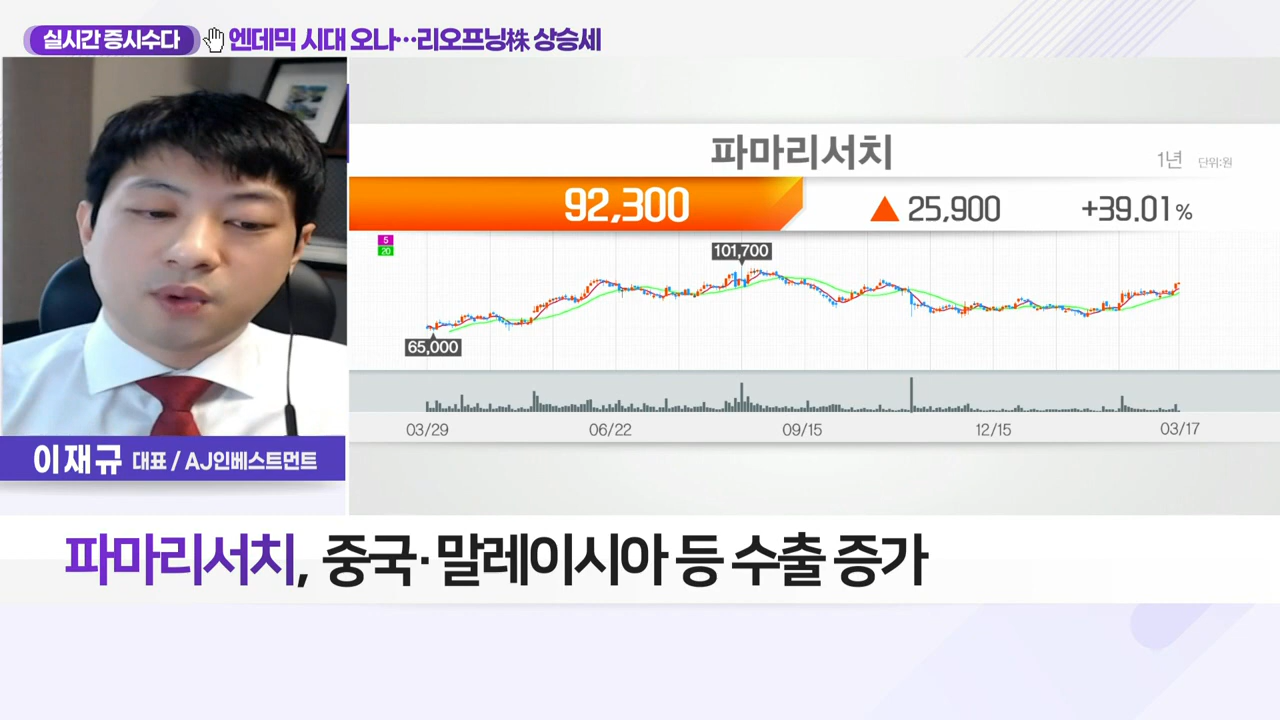 실시간 증시수다
엔데믹 시대 오나…리오프닝株 상승세
파마리서치
1년 단위:원
92,300 ▲ 25,900 +39.01%
5
20
101,700
65,000
03/29 06/22 09/15 12/15 03/17
이재규 대표 / AJ인베스트먼트
파마리서치, 중국·말레이시아 등 수출 증가